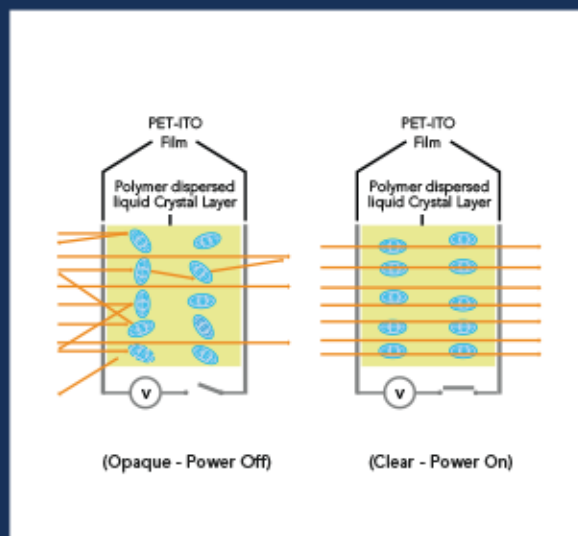 PET-ITO
Film
Polymer dispersed
liquid Crystal Layer
V
(Opaque - Power Off)
PET-ITO
Film
Polymer dispersed
liquid Crystal Layer
V
(Clear - Power On)